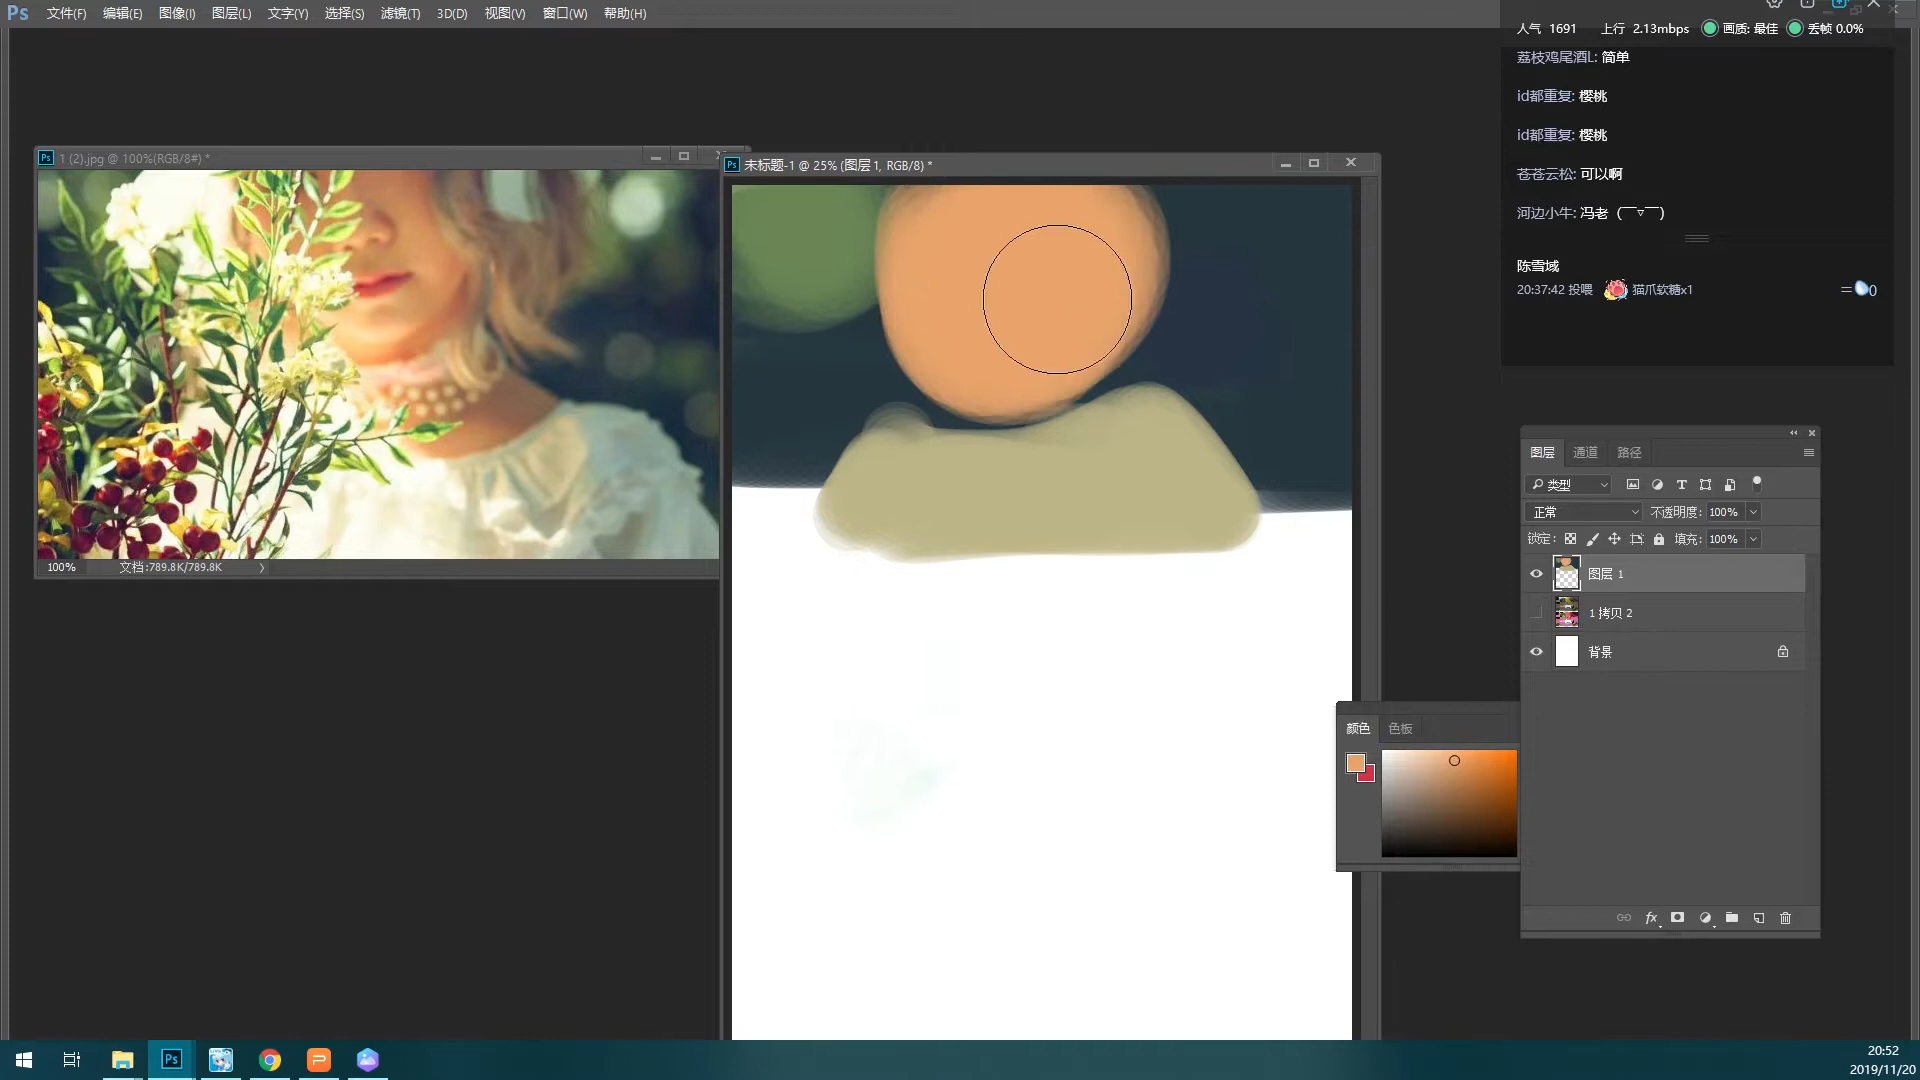 Ps 文件(F) 编辑(E) 图像(I) 图层(L) 文字(Y) 选择(S) 滤镜(T) 3D(D) 视图(V) 窗口(W) 帮助(H)
人气 1691 上行 2.13mbps 画质: 最佳 丢帧 0.0%
荔枝鸡尾酒L: 简单
id都重复: 樱桃
id都重复: 樱桃
苍苍云松: 可以啊
河边小牛: 冯老 (￣▽￣)
陈雪域
20:37:42 投喂 猫爪软糖x1 =0
Ps 1 (2).jpg @ 100%(RGB/8#) *
100% 文档:789.8K/789.8K
Ps 未标题-1 @ 25% (图层 1, RGB/8) *
图层 通道 路径
类型
正常 不透明度: 100%
锁定: 填充: 100%
图层 1
1 拷贝 2
背景
fx
颜色 色板
Ps
20:52
2019/11/20